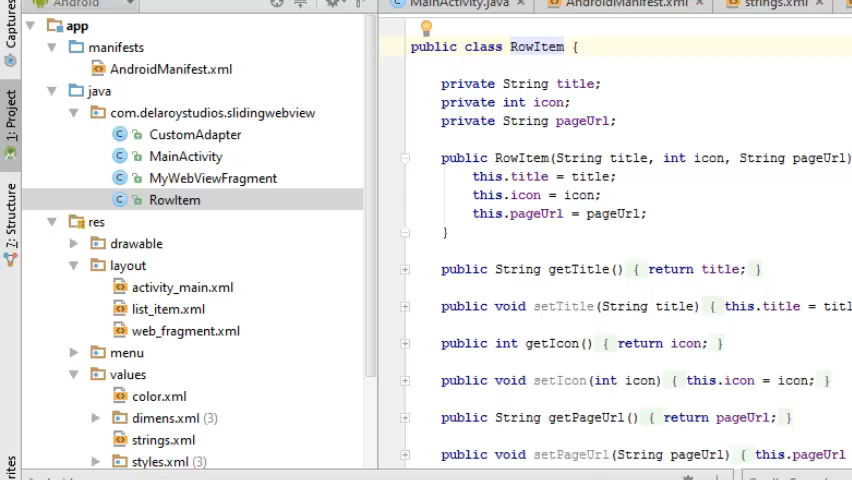 Android
MainActivity.java
AndroidManifest.xml
strings.xml
Captures
1: Project
7: Structure
app
manifests
AndroidManifest.xml
java
com.delaroystudios.slidingwebview
CustomAdapter
MainActivity
MyWebViewFragment
RowItem
res
drawable
layout
activity_main.xml
list_item.xml
web_fragment.xml
menu
values
color.xml
dimens.xml (3)
strings.xml
styles.xml (3)
public class RowItem {
private String title;
private int icon;
private String pageUrl;
public RowItem(String title, int icon, String pageUrl)
this.title = title;
this.icon = icon;
this.pageUrl = pageUrl;
}
public String getTitle() { return title; }
public void setTitle(String title) { this.title = titl
public int getIcon() { return icon; }
public void setIcon(int icon) { this.icon = icon; }
public String getPageUrl() { return pageUrl; }
public void setPageUrl(String pageUrl) { this.pageUrl